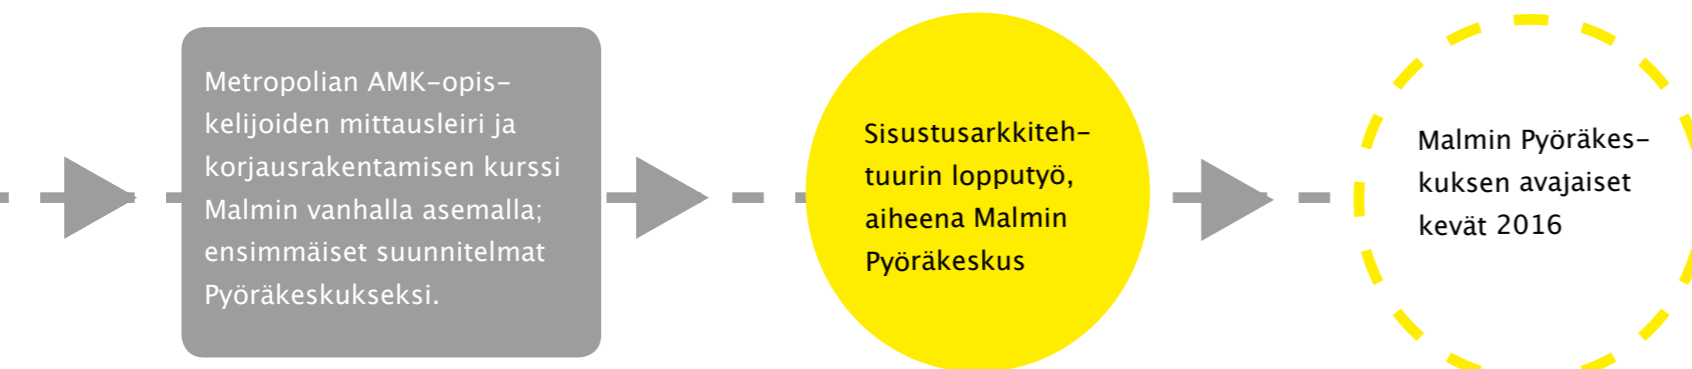 Metropolian AMK-opis-
kelijoiden mittausleiri ja
korjausrakentamisen kurssi
Malmin vanhalla asemalla;
ensimmäiset suunnitelmat
Pyöräkeskukseksi.
Sisustusarkkiteh-
tuurin lopputyö,
aiheena Malmin
Pyöräkeskus
Malmin Pyöräkes-
kuksen avajaiset
kevät 2016